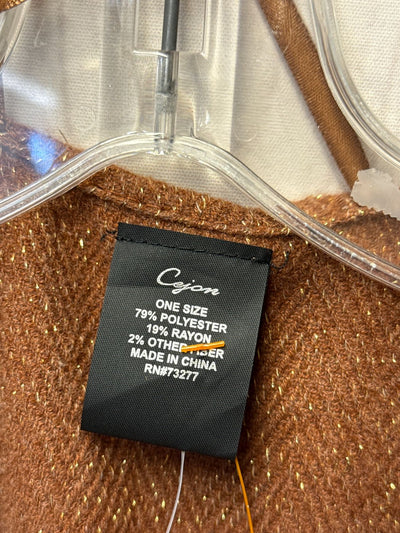 Cejon
ONE SIZE
79% POLYESTER
19% RAYON
2% OTHER FIBER
MADE IN CHINA
RN#73277